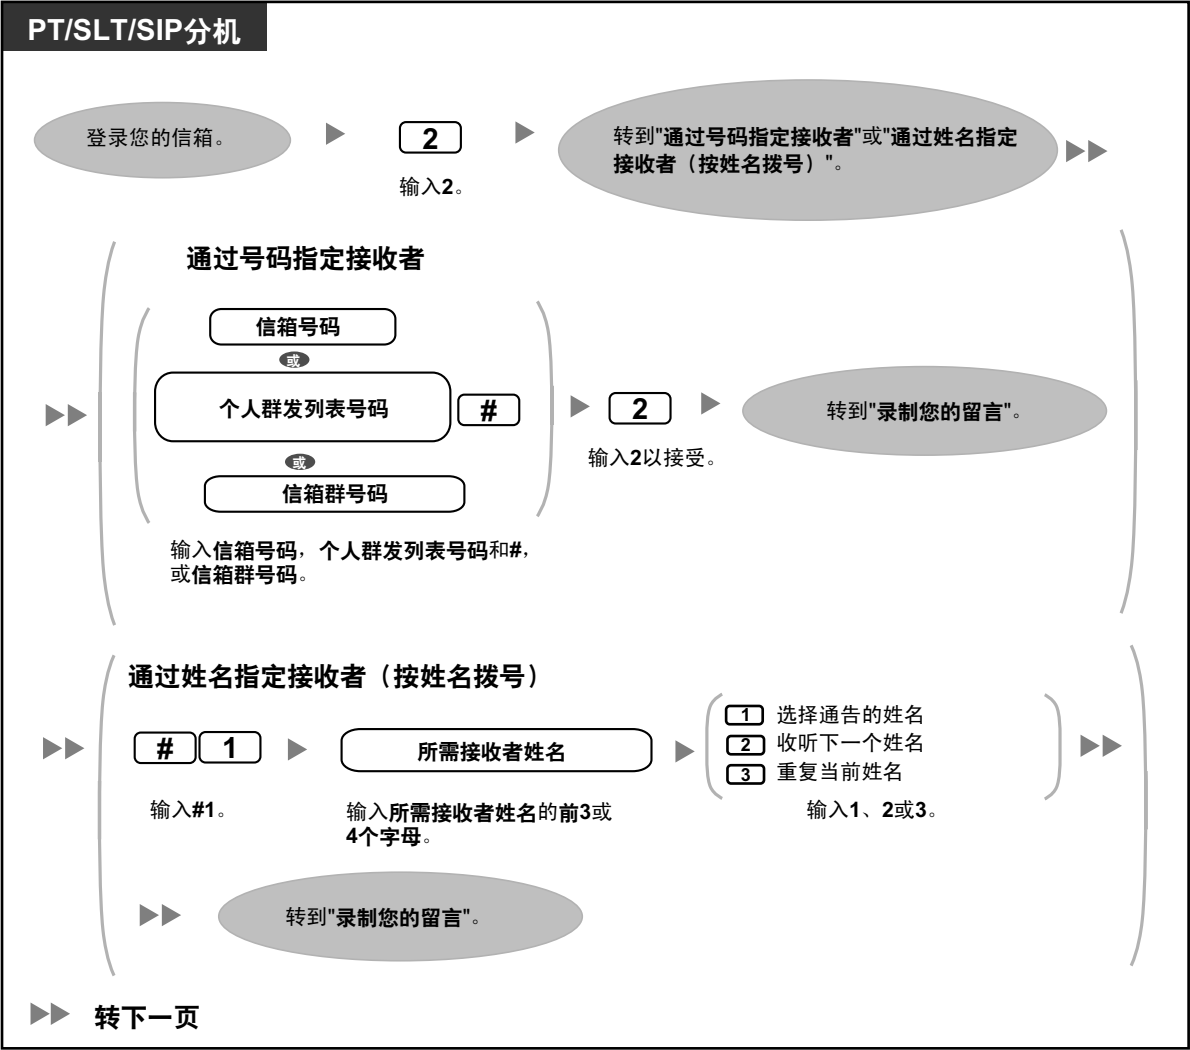 PT/SLT/SIP分机
登录您的信箱。
2
输入2。
转到"通过号码指定接收者"或"通过姓名指定
接收者（按姓名拨号）"。
通过号码指定接收者
信箱号码
或
个人群发列表号码
#
或
信箱群号码
输入信箱号码，个人群发列表号码和#，
或信箱群号码。
2
输入2以接受。
转到"录制您的留言"。
通过姓名指定接收者（按姓名拨号）
# 1
输入#1。
所需接收者姓名
输入所需接收者姓名的前3或
4个字母。
1 选择通告的姓名
2 收听下一个姓名
3 重复当前姓名
输入1、2或3。
转到"录制您的留言"。
转下一页